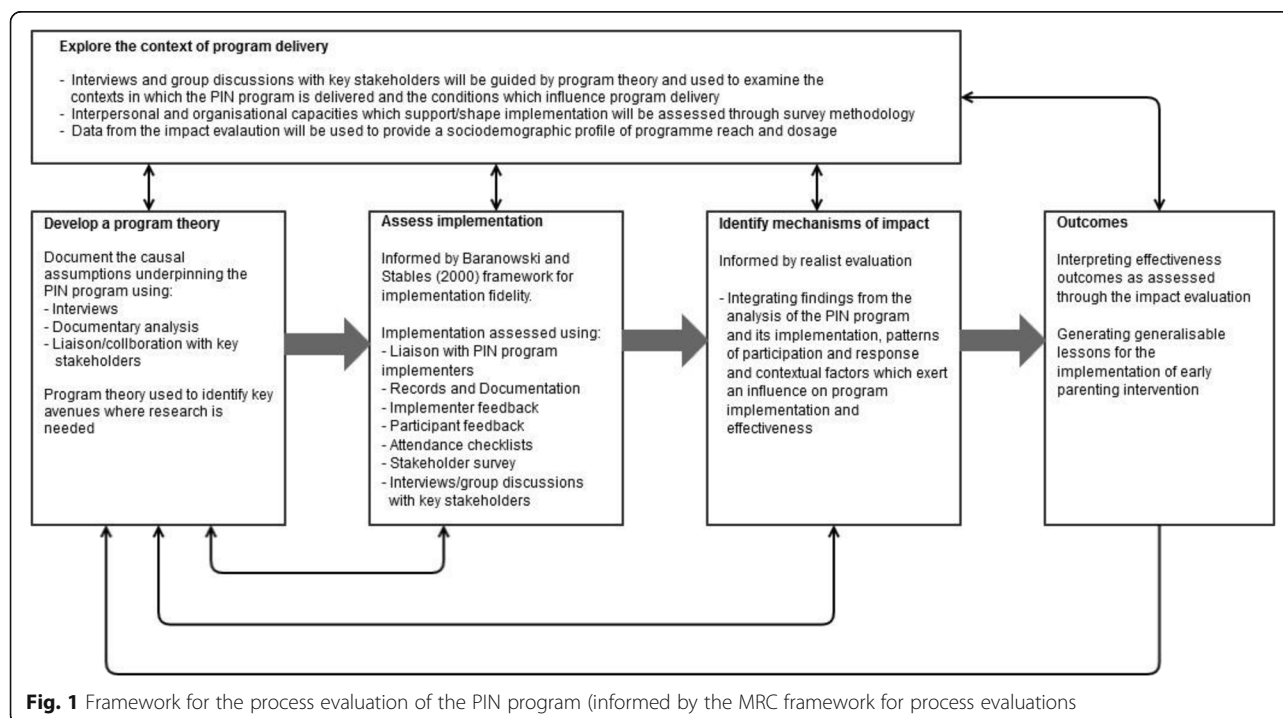 Explore the context of program delivery
- Interviews and group discussions with key stakeholders will be guided by program theory and used to examine the
contexts in which the PIN program is delivered and the conditions which influence program delivery
- Interpersonal and organisational capacities which support/shape implementation will be assessed through survey methodology
- Data from the impact evalaution will be used to provide a sociodemographic profile of programme reach and dosage
Develop a program theory
Document the causal
assumptions underpinning the
PIN program using:
- Interviews
- Documentary analysis
- Liaison/collboration with key
stakeholders
Program theory used to identify key
avenues where research is
needed
Assess implementation
Informed by Baranowski and
Stables (2000) framework for
implementation fidelity.
Implementation assessed using:
- Liaison with PIN program
implementers
- Records and Documentation
- Implementer feedback
- Participant feedback
- Attendance checklists
- Stakeholder survey
- Interviews/group discussions
with key stakeholders
Identify mechanisms of impact
Informed by realist evaluation
- Integrating findings from the
analysis of the PIN program
and its implementation, patterns
of participation and response
and contextual factors which exert
an influence on program
implementation and
effectiveness
Outcomes
Interpreting effectiveness
outcomes as assessed
through the impact evaluation
Generating generalisable
lessons for the
implementation of early
parenting intervention
Fig. 1 Framework for the process evaluation of the PIN program (informed by the MRC framework for process evaluations